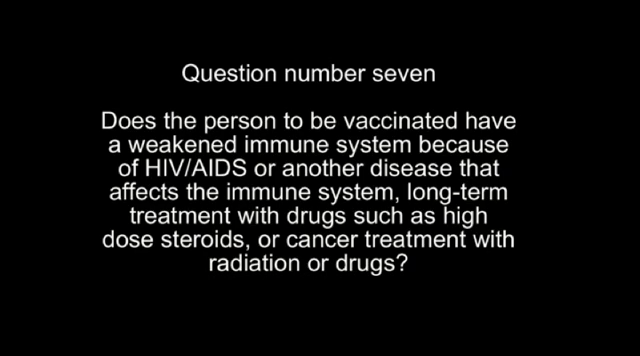 Question number seven
Does the person to be vaccinated have
a weakened immune system because
of HIV/AIDS or another disease that
affects the immune system, long-term
treatment with drugs such as high
dose steroids, or cancer treatment with
radiation or drugs?